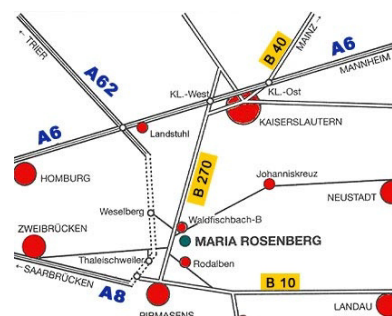 ← TRIER
MAINZ →
B 40
A6
MANNHEIM
A62
KL.-West
KL.-Ost
KAISERSLAUTERN
A6
Landstuhl
HOMBURG
B 270
Johanniskreuz
NEUSTADT
Weselberg
Waldfischbach-B
ZWEIBRÜCKEN
MARIA ROSENBERG
Thaleischweiler
Rodalben
← SAARBRÜCKEN
A8
B 10
PIRMASENS
LANDAU